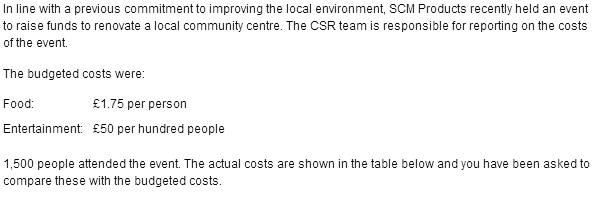 In line with a previous commitment to improving the local environment, SCM Products recently held an event
to raise funds to renovate a local community centre. The CSR team is responsible for reporting on the costs
of the event.
The budgeted costs were:
Food: £1.75 per person
Entertainment: £50 per hundred people
1,500 people attended the event. The actual costs are shown in the table below and you have been asked to
compare these with the budgeted costs.